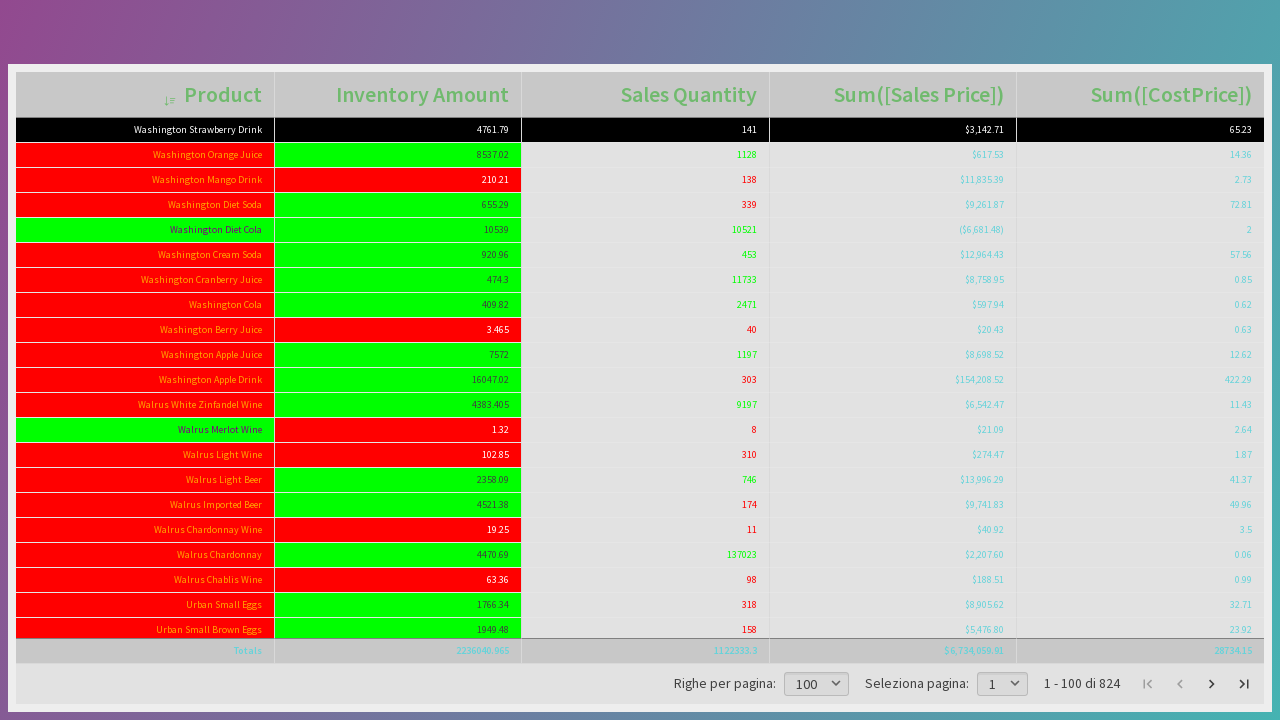 Product Inventory Amount Sales Quantity Sum([Sales Price]) Sum([CostPrice])
Washington Strawberry Drink 4761.79 141 $3,142.71 65.23
Washington Orange Juice 8537.02 1128 $617.53 14.36
Washington Mango Drink 210.21 138 $11,835.39 2.73
Washington Diet Soda 655.29 339 $9,261.87 72.81
Washington Diet Cola 10539 10521 ($6,681.48) 2
Washington Cream Soda 920.96 453 $12,964.43 57.56
Washington Cranberry Juice 474.3 11733 $8,758.95 0.85
Washington Cola 409.82 2471 $597.94 0.62
Washington Berry Juice 3.465 40 $20.43 0.63
Washington Apple Juice 7572 1197 $8,698.52 12.62
Washington Apple Drink 16047.02 303 $154,208.52 422.29
Walrus White Zinfandel Wine 4383.405 9197 $6,542.47 11.43
Walrus Merlot Wine 1.32 8 $21.09 2.64
Walrus Light Wine 102.85 310 $274.47 1.87
Walrus Light Beer 2358.09 746 $13,996.29 41.37
Walrus Imported Beer 4521.38 174 $9,741.83 49.96
Walrus Chardonnay Wine 19.25 11 $40.92 3.5
Walrus Chardonnay 4470.69 137023 $2,207.60 0.06
Walrus Chablis Wine 63.36 98 $188.51 0.99
Urban Small Eggs 1766.34 318 $8,905.62 32.71
Urban Small Brown Eggs 1949.48 158 $5,476.80 23.92
Totals 2236040.965 1122333.3 $6,734,059.91 28734.15
Righe per pagina: 100 Seleziona pagina: 1 1 - 100 di 824